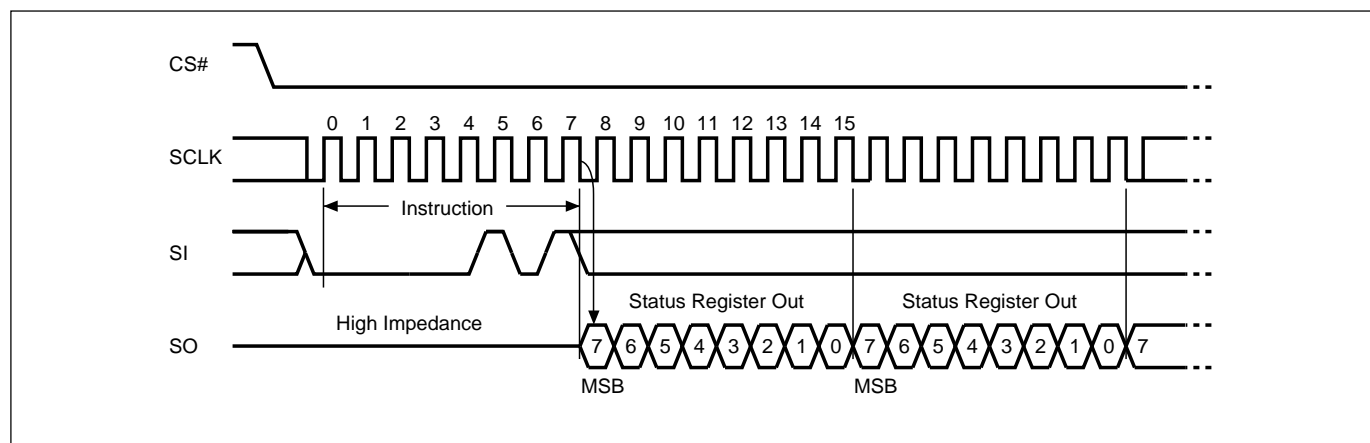 CS#
0 1 2 3 4 5 6 7 8 9 10 11 12 13 14 15
SCLK
Instruction
SI
Status Register Out Status Register Out
High Impedance
SO 7 6 5 4 3 2 1 0 7 6 5 4 3 2 1 0 7
MSB MSB